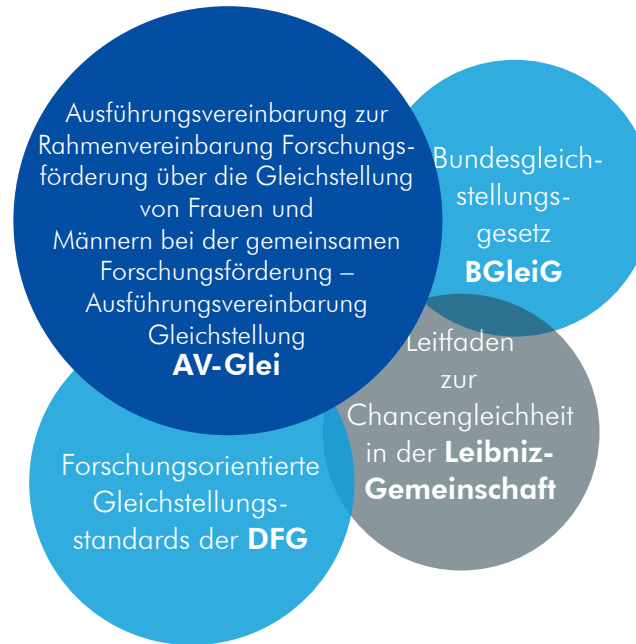 Ausführungsvereinbarung zur
Rahmenvereinbarung Forschungs-
förderung über die Gleichstellung
von Frauen und
Männern bei der gemeinsamen
Forschungsförderung –
Ausführungsvereinbarung
Gleichstellung
AV-Glei
Bundesgleich-
stellungs-
gesetz
BGleiG
Leitfaden
zur
Chancengleichheit
in der Leibniz-
Gemeinschaft
Forschungsorientierte
Gleichstellungs-
standards der DFG